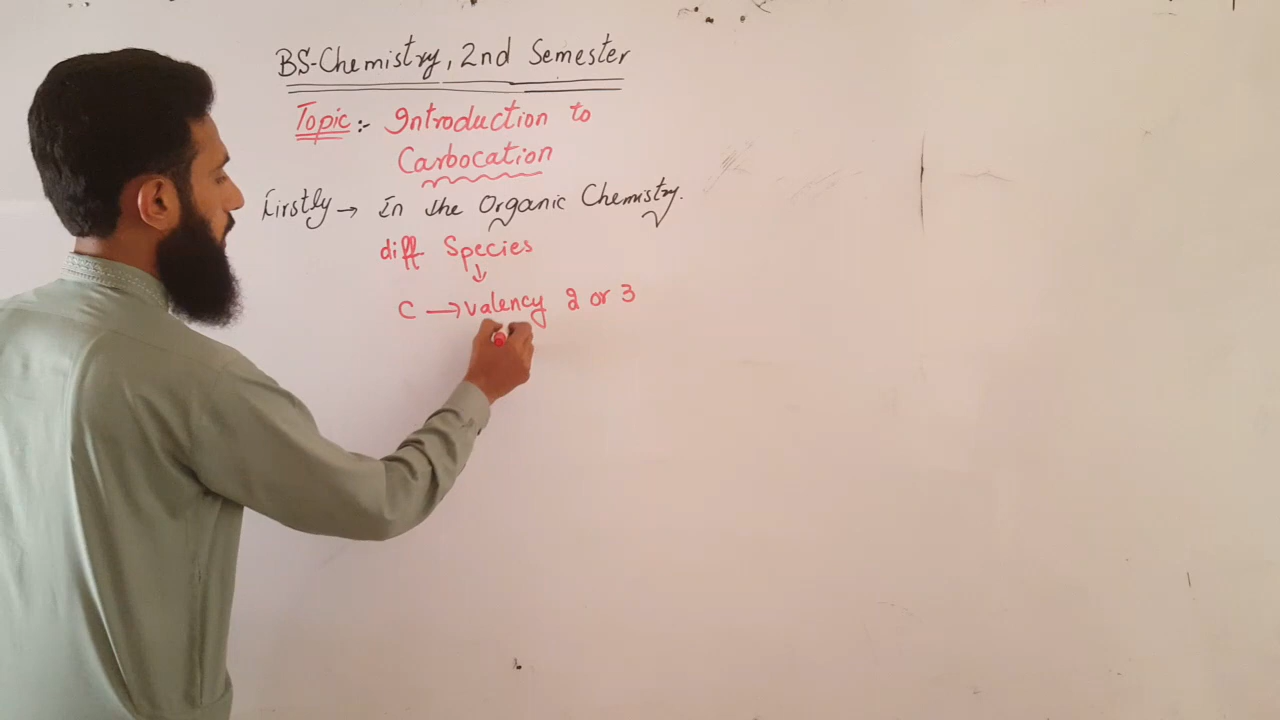 BS-Chemistry, 2nd Semester
Topic:- Introduction to
Carbocation
Firstly → In the Organic Chemistry.
diff Species
↓
C → valency 2 or 3